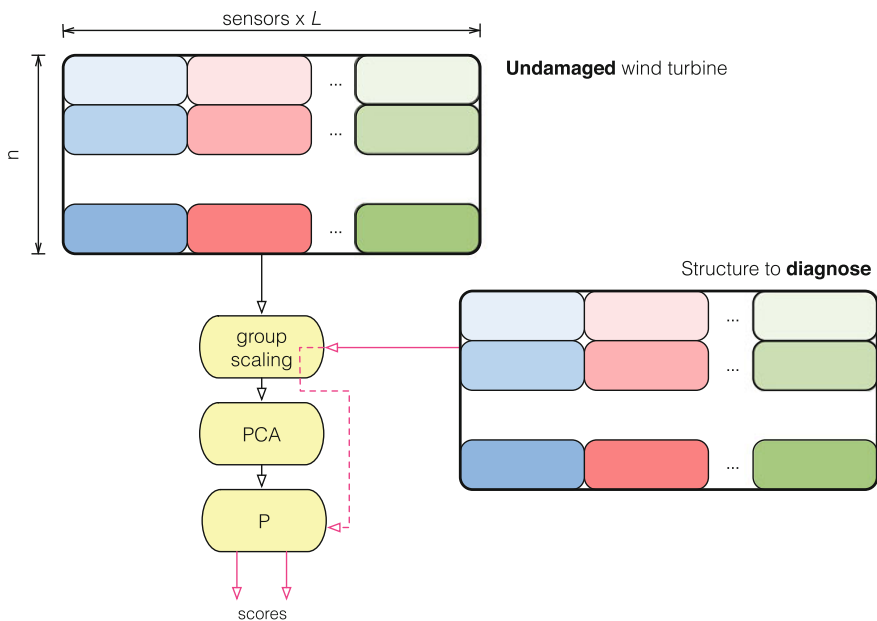 sensors x L
Undamaged wind turbine
...
...
n
...
Structure to diagnose
group
scaling
...
...
PCA
...
P
scores